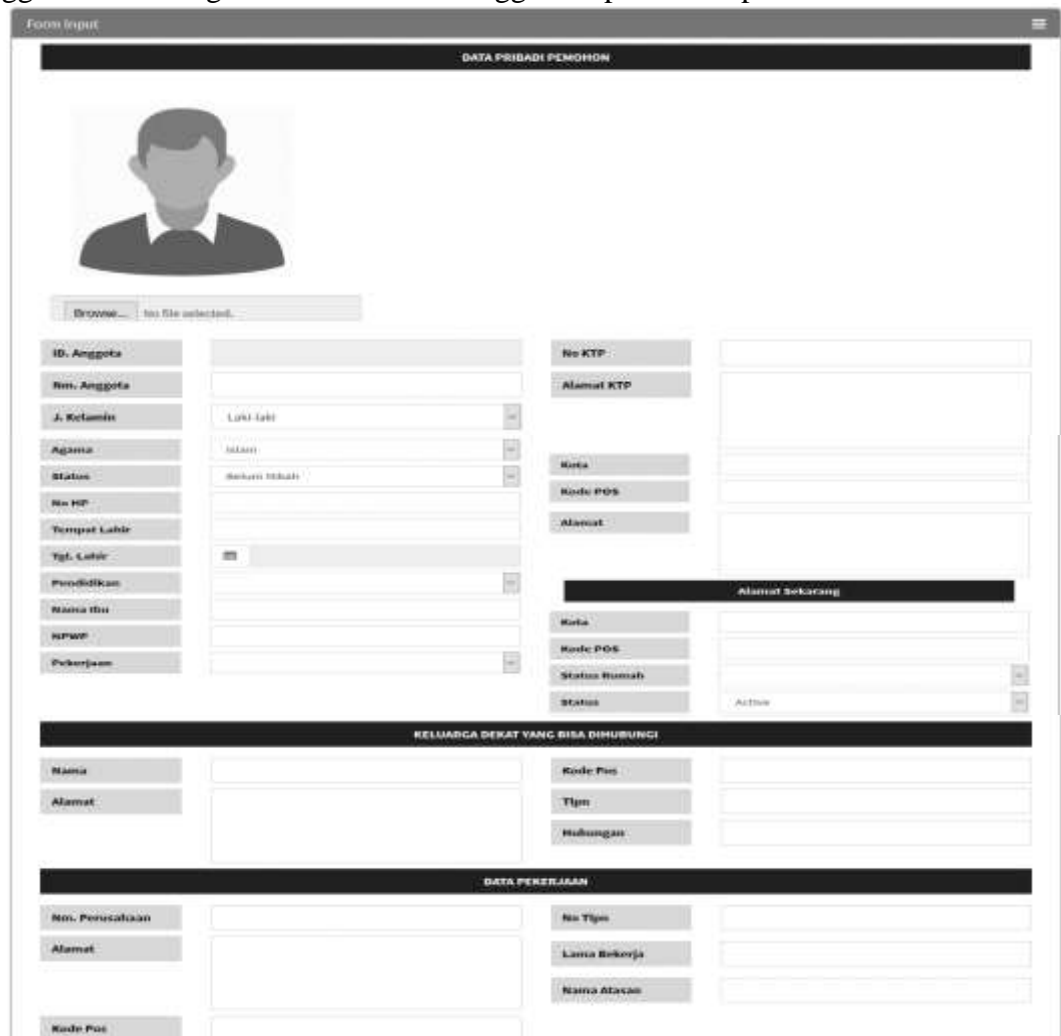 Form Input
DATA PRIBADI PEMOHON
Browse... No file selected.
ID. Anggota
Nm. Anggota
J. Kelamin Laki-laki
Agama Islam
Status Belum Nikah
No HP
Tempat Lahir
Tgl. Lahir
Pendidikan
Nama Ibu
NPWP
Pekerjaan
No KTP
Alamat KTP
Kota
Kode POS
Alamat
Alamat Sekarang
Kota
Kode POS
Status Rumah
Status Active
KELUARGA DEKAT YANG BISA DIHUBUNGI
Nama
Alamat
Kode Pos
Tlpn
Hubungan
DATA PEKERJAAN
Nm. Perusahaan
Alamat
Kode Pos
No Tlpn
Lama Bekerja
Nama Atasan